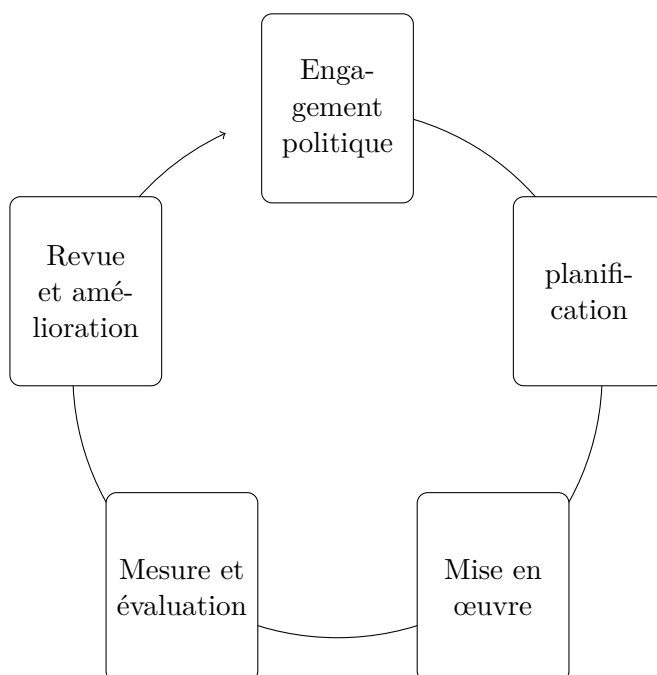 Enga-
gement
politique
planifi-
cation
Mise en
œuvre
Mesure et
évaluation
Revue
et amé-
lioration